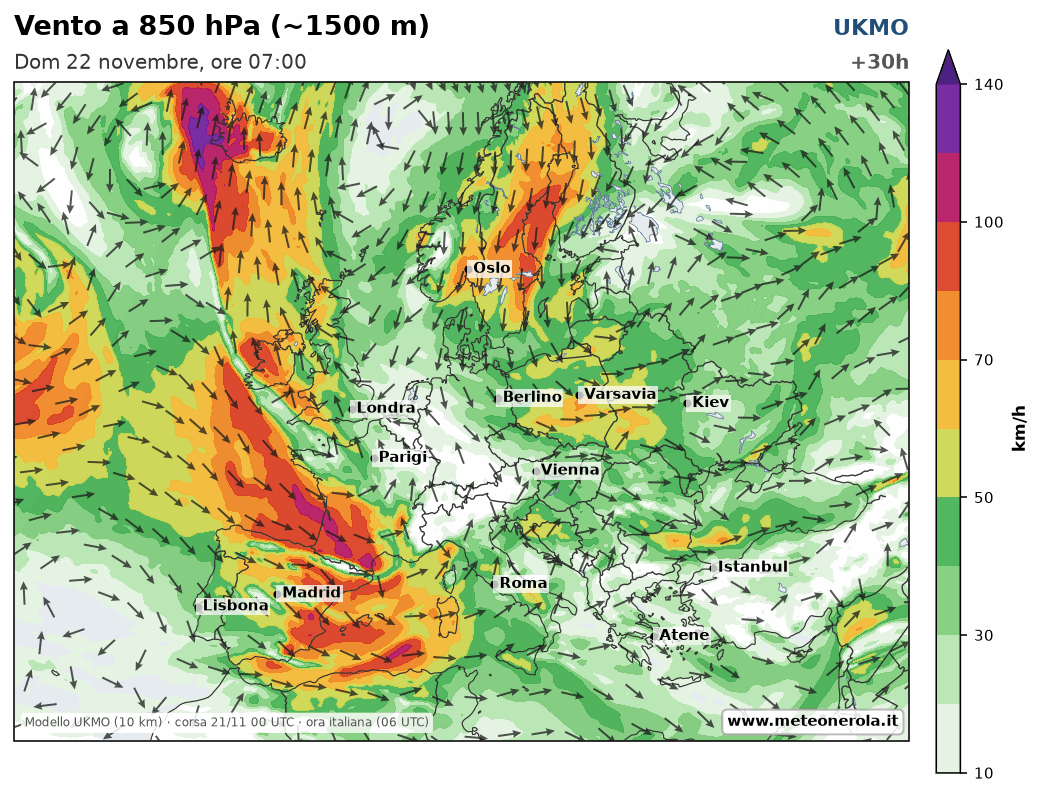 Vento a 850 hPa (~1500 m)
UKMO
Dom 22 novembre, ore 07:00
+30h
140
100
70
50
30
10
km/h
Oslo
Berlino
Varsavia
Kiev
Londra
Parigi
Vienna
Istanbul
Roma
Madrid
Lisbona
Atene
Modello UKMO (10 km) · corsa 21/11 00 UTC · ora italiana (06 UTC)
www.meteonerola.it